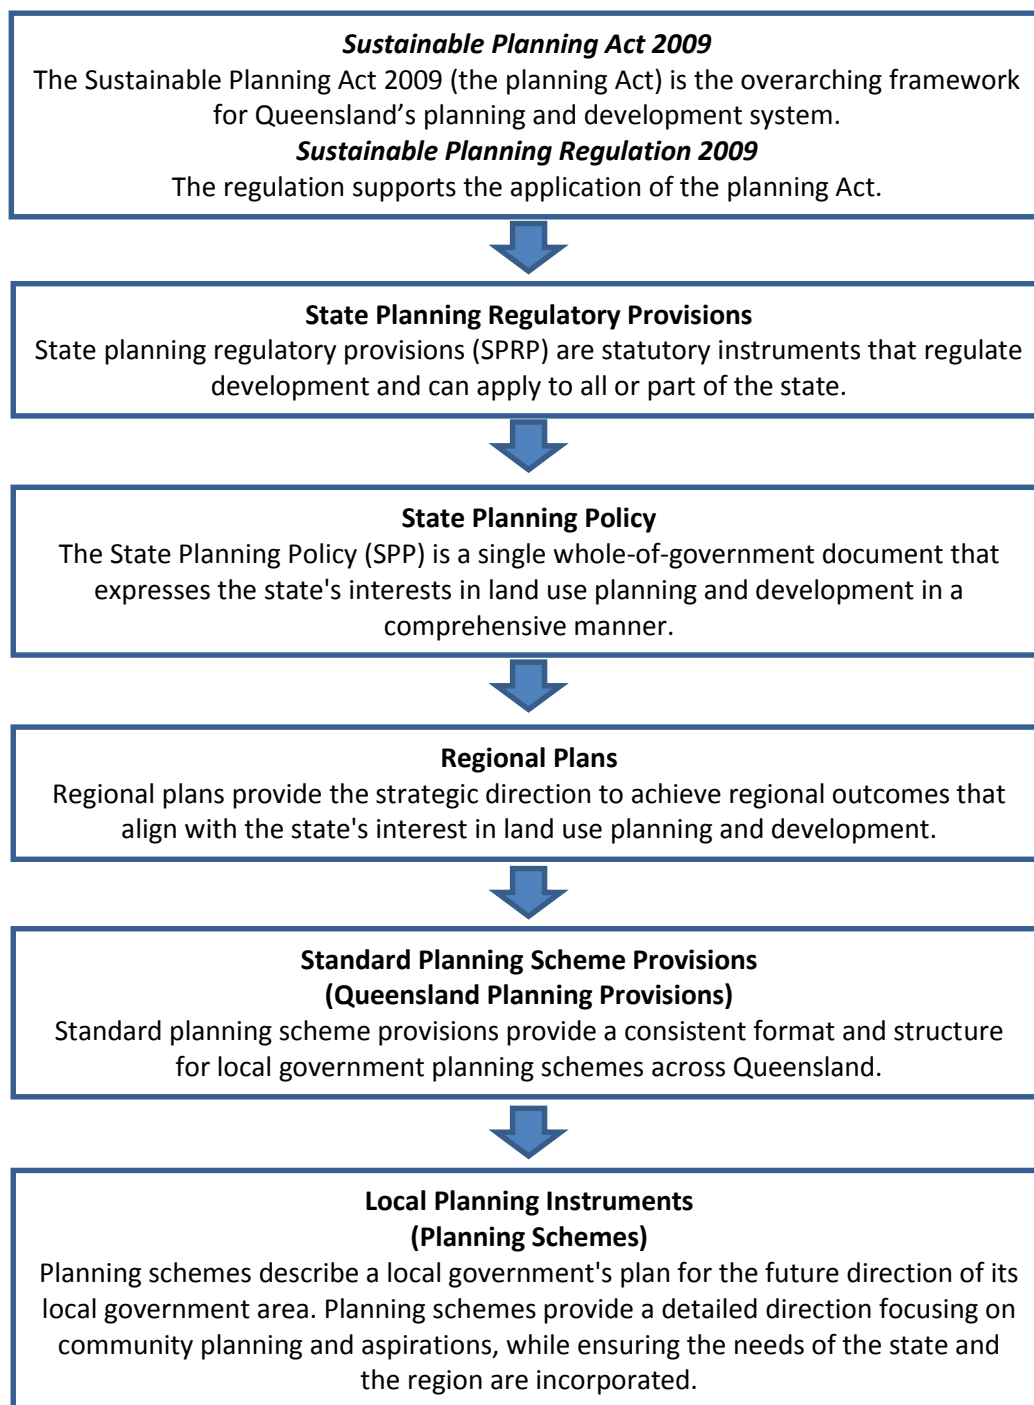 Sustainable Planning Act 2009
The Sustainable Planning Act 2009 (the planning Act) is the overarching framework
for Queensland’s planning and development system.
Sustainable Planning Regulation 2009
The regulation supports the application of the planning Act.
State Planning Regulatory Provisions
State planning regulatory provisions (SPRP) are statutory instruments that regulate
development and can apply to all or part of the state.
State Planning Policy
The State Planning Policy (SPP) is a single whole-of-government document that
expresses the state's interests in land use planning and development in a
comprehensive manner.
Regional Plans
Regional plans provide the strategic direction to achieve regional outcomes that
align with the state's interest in land use planning and development.
Standard Planning Scheme Provisions
(Queensland Planning Provisions)
Standard planning scheme provisions provide a consistent format and structure
for local government planning schemes across Queensland.
Local Planning Instruments
(Planning Schemes)
Planning schemes describe a local government's plan for the future direction of its
local government area. Planning schemes provide a detailed direction focusing on
community planning and aspirations, while ensuring the needs of the state and
the region are incorporated.